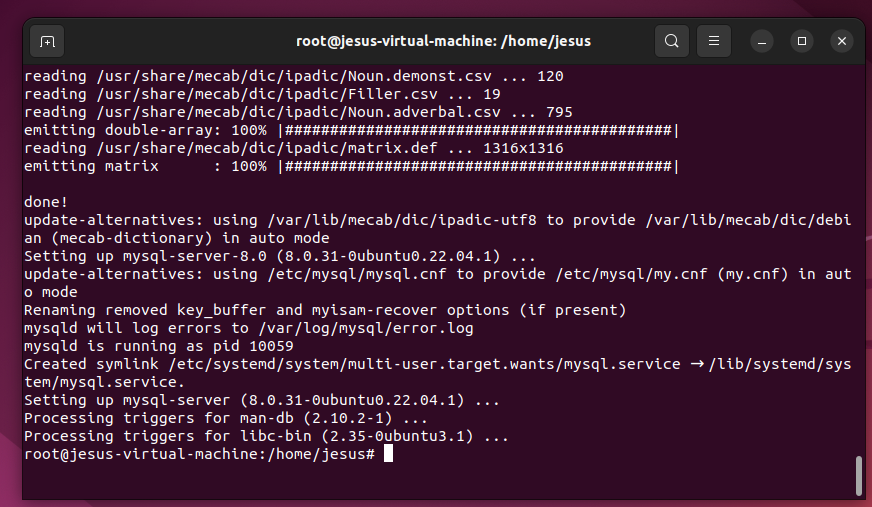 root@jesus-virtual-machine: /home/jesus
reading /usr/share/mecab/dic/ipadic/Noun.demonst.csv ... 120
reading /usr/share/mecab/dic/ipadic/Filler.csv ... 19
reading /usr/share/mecab/dic/ipadic/Noun.adverbal.csv ... 795
emitting double-array: 100% |###########################################|
reading /usr/share/mecab/dic/ipadic/matrix.def ... 1316x1316
emitting matrix      : 100% |###########################################|

done!
update-alternatives: using /var/lib/mecab/dic/ipadic-utf8 to provide /var/lib/mecab/dic/debi
an (mecab-dictionary) in auto mode
Setting up mysql-server-8.0 (8.0.31-0ubuntu0.22.04.1) ...
update-alternatives: using /etc/mysql/mysql.cnf to provide /etc/mysql/my.cnf (my.cnf) in aut
o mode
Renaming removed key_buffer and myisam-recover options (if present)
mysqld will log errors to /var/log/mysql/error.log
mysqld is running as pid 10059
Created symlink /etc/systemd/system/multi-user.target.wants/mysql.service → /lib/systemd/sys
tem/mysql.service.
Setting up mysql-server (8.0.31-0ubuntu0.22.04.1) ...
Processing triggers for man-db (2.10.2-1) ...
Processing triggers for libc-bin (2.35-0ubuntu3.1) ...
root@jesus-virtual-machine:/home/jesus#